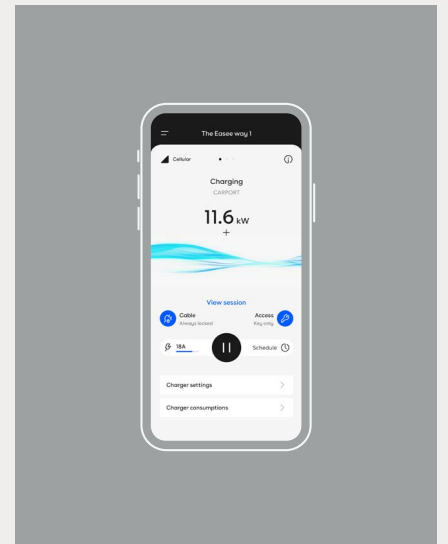 The Easee way 1
Cellular
Charging
CARPORT
11.6 kW
+
View session
Cable
Always locked
Access
Key only
18A
Schedule
Charger settings
Charger consumptions